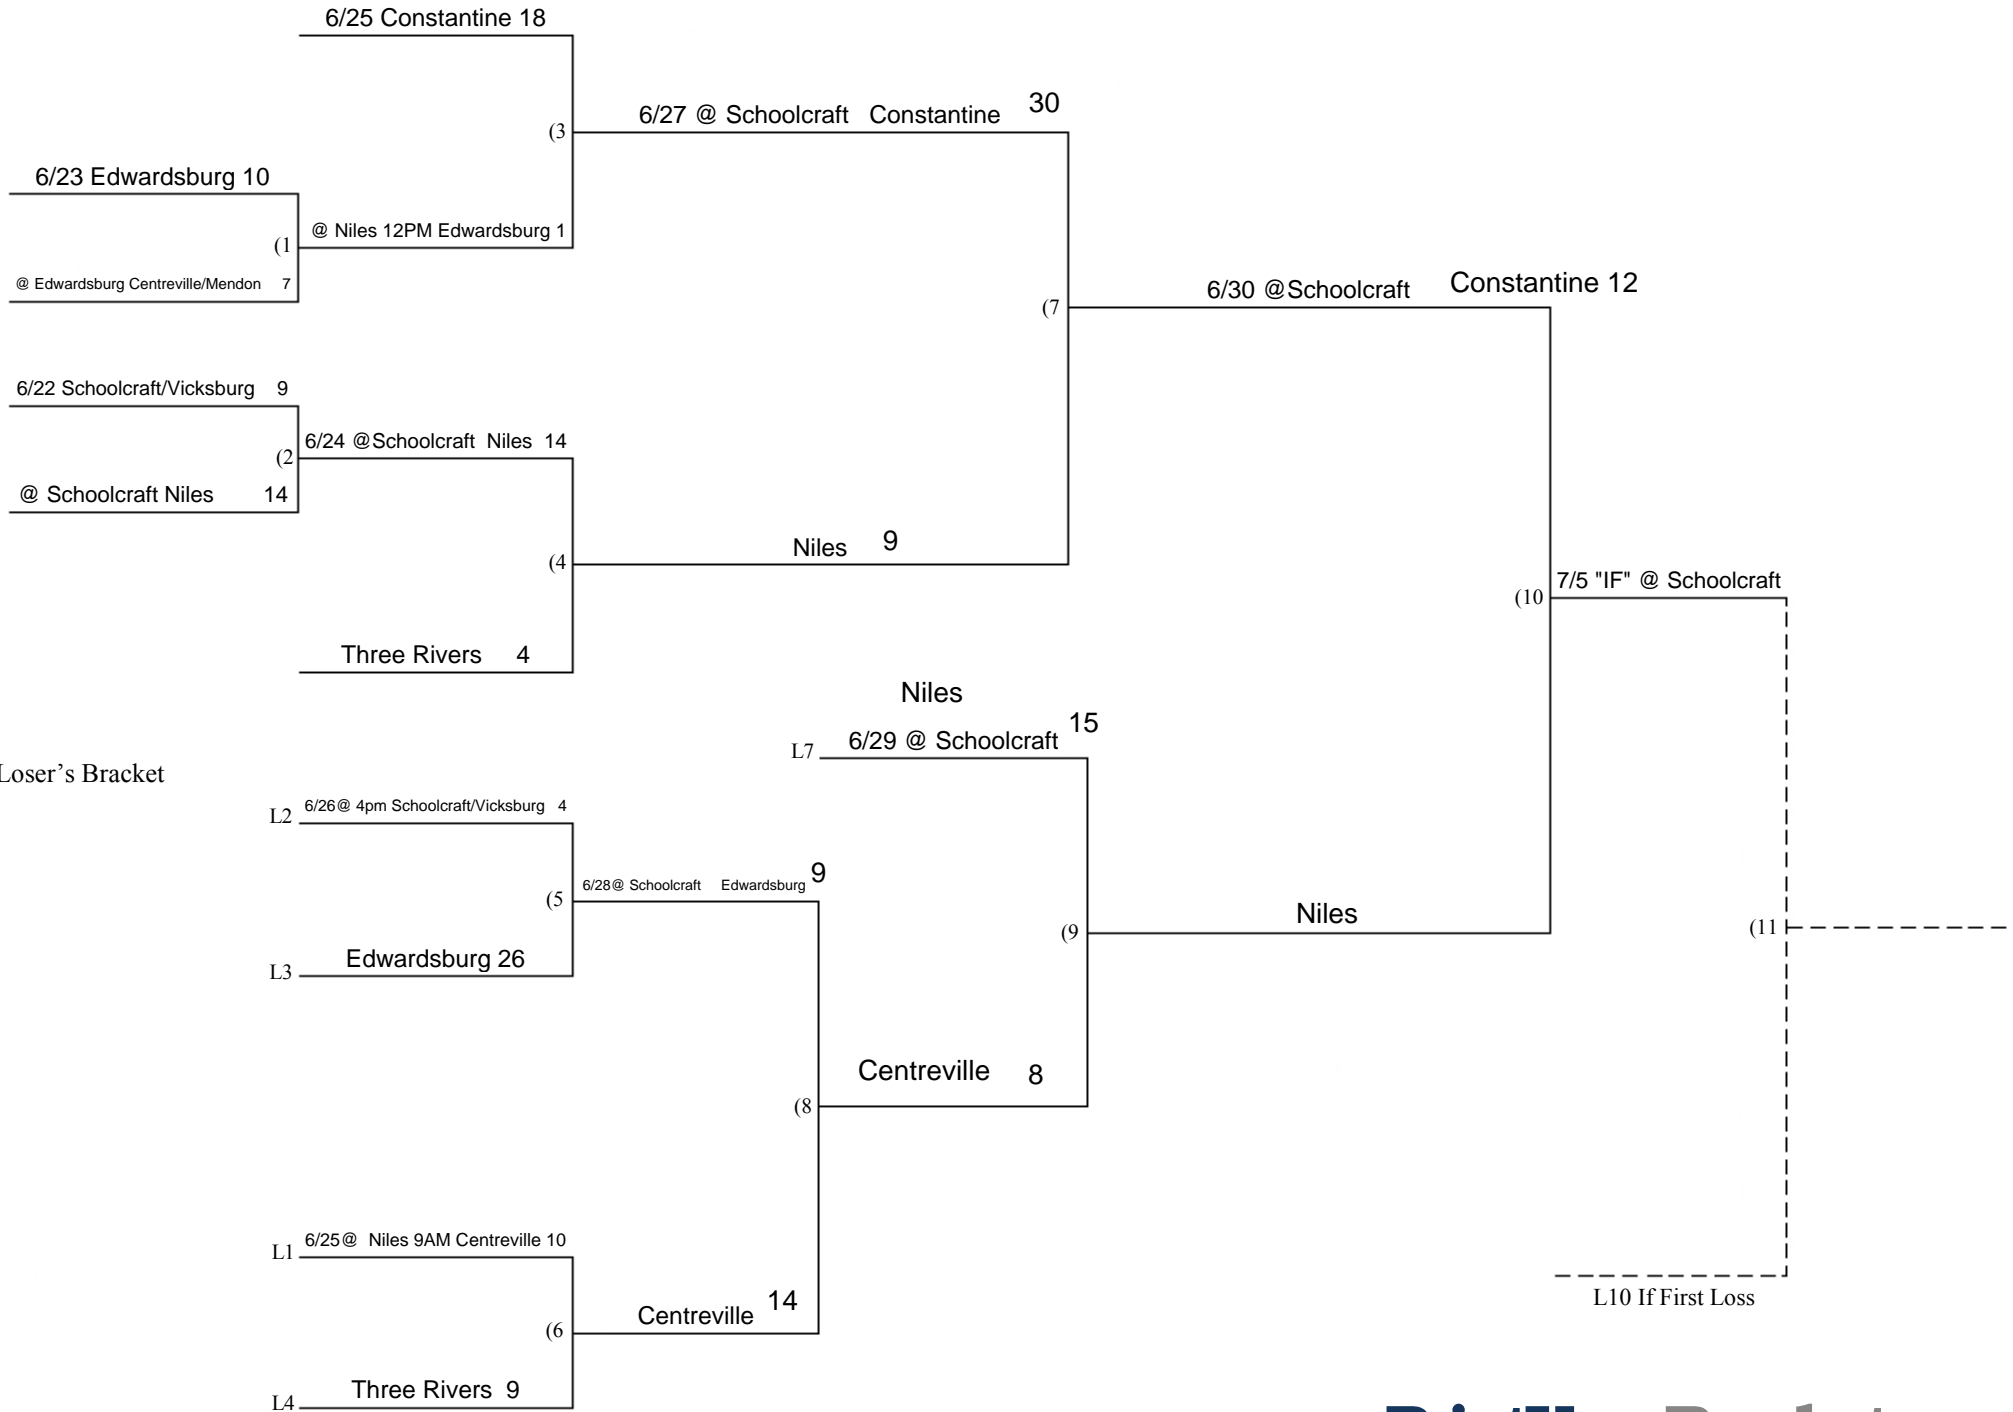 6/25 Constantine 18
6/27 @ Schoolcraft Constantine 30
(3
6/23 Edwardsburg 10
@ Niles 12PM Edwardsburg 1
(1
@ Edwardsburg Centreville/Mendon 7
6/30 @Schoolcraft Constantine 12
(7
6/22 Schoolcraft/Vicksburg 9
6/24 @Schoolcraft Niles 14
(2
@ Schoolcraft Niles 14
Niles 9
(4
7/5 "IF" @ Schoolcraft
(10
Three Rivers 4
Niles
15
L7 6/29 @ Schoolcraft
Loser's Bracket
L2 6/26@ 4pm Schoolcraft/Vicksburg 4
6/28@ Schoolcraft Edwardsburg 9
(5
Niles
(9
(11
L3 Edwardsburg 26
Centreville 8
(8
L1 6/25@ Niles 9AM Centreville 10
Centreville 14
(6
L10 If First Loss
L4 Three Rivers 9